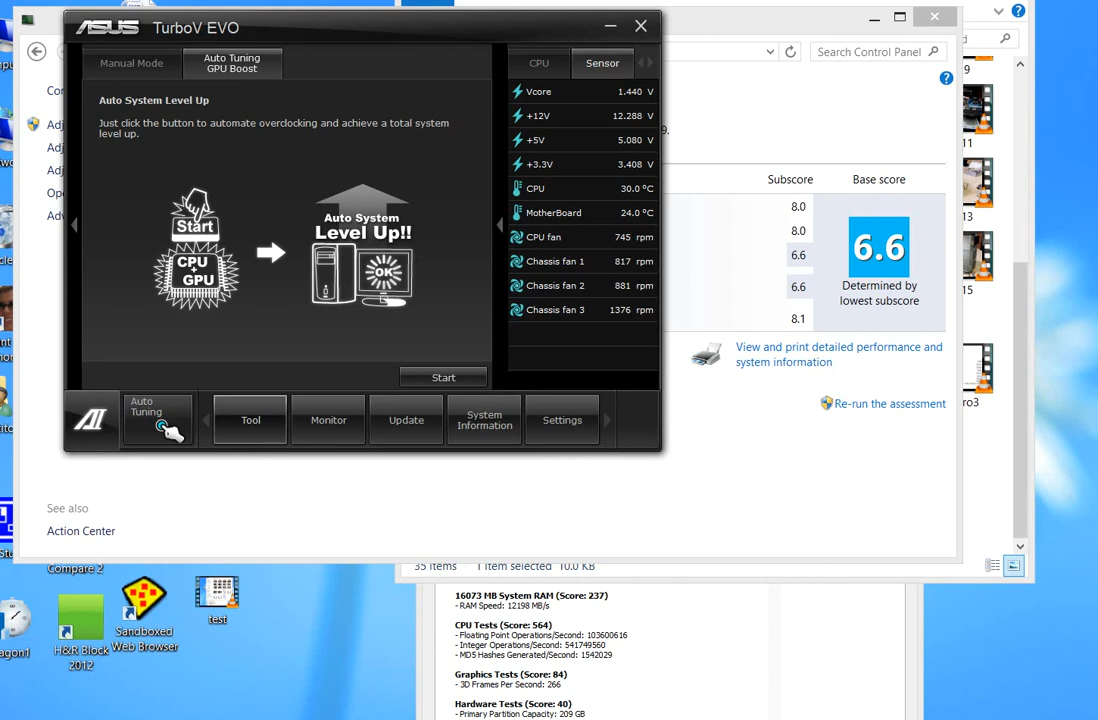 ASUS TurboV EVO
Manual Mode
Auto Tuning
GPU Boost
Auto System Level Up
Just click the button to automate overclocking and achieve a total system
level up.
Start
CPU
+
GPU
Auto System
Level Up!!
OK
Start
CPU
Sensor
Vcore 1.440 V
+12V 12.288 V
+5V 5.080 V
+3.3V 3.408 V
CPU 30.0 ºC
MotherBoard 24.0 ºC
CPU fan 745 rpm
Chassis fan 1 817 rpm
Chassis fan 2 881 rpm
Chassis fan 3 1376 rpm
Auto
Tuning
Tool
Monitor
Update
System
Information
Settings
Search Control Panel
Subscore
Base score
8.0
8.0
6.6
6.6
8.1
6.6
Determined by
lowest subscore
View and print detailed performance and
system information
Re-run the assessment
See also
Action Center
9
11
13
15
35 items 1 item selected 10.0 KB
Compare 2
Sandboxed
Web Browser
test
H&R Block
2012
16073 MB System RAM (Score: 237)
- RAM Speed: 12198 MB/s
CPU Tests (Score: 564)
- Floating Point Operations/Second: 103600616
- Integer Operations/Second: 541749560
- MD5 Hashes Generated/Second: 1542029
Graphics Tests (Score: 84)
- 3D Frames Per Second: 266
Hardware Tests (Score: 40)
- Primary Partition Capacity: 209 GB